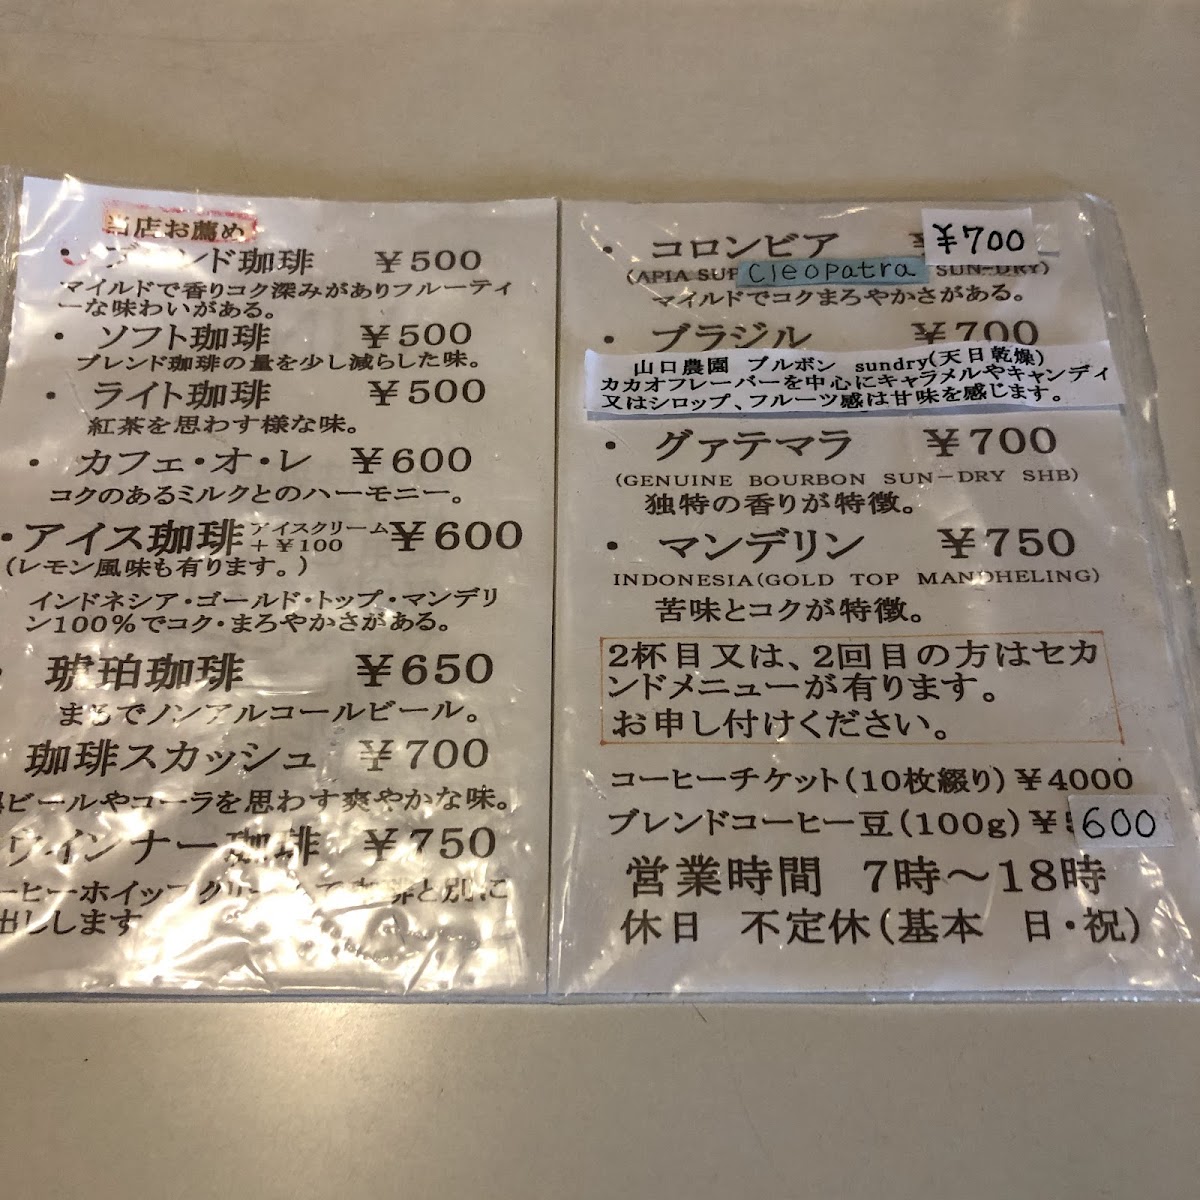 当店お薦め
・ブレンド珈琲 ¥500
マイルドで香りコク深みがありフルーティ
ーな味わいがある。
・ソフト珈琲 ¥500
ブレンド珈琲の量を少し減らした味。
・ライト珈琲 ¥500
紅茶を思わす様な味。
・カフェ・オ・レ ¥600
コクのあるミルクとのハーモニー。
・アイス珈琲 アイスクリーム+¥100 ¥600
(レモン風味も有ります。)
インドネシア・ゴールド・トップ・マンデリ
ン100%でコク・まろやかさがある。
琥珀珈琲 ¥650
まるでノンアルコールビール。
珈琲スカッシュ ¥700
ビールやコーラを思わす爽やかな味。
ウインナー珈琲 ¥750
ーヒーホイップクリームで珈琲と別に
出しします
・コロンビア ¥700
(APIA SUP Cleopatra SUN-DRY)
マイルドでコクまろやかさがある。
・ブラジル ¥700
山口農園 ブルボン sundry(天日乾燥)
カカオフレーバーを中心にキャラメルやキャンディ
又はシロップ、フルーツ感は甘味を感じます。
・グァテマラ ¥700
(GENUINE BOURBON SUN-DRY SHB)
独特の香りが特徴。
・マンデリン ¥750
INDONESIA(GOLD TOP MANDHELING)
苦味とコクが特徴。
2杯目又は、2回目の方はセカ
ンドメニューが有ります。
お申し付けください。
コーヒーチケット(10枚綴り)¥4000
ブレンドコーヒー豆(100g)¥600
営業時間 7時～18時
休日 不定休(基本 日・祝)